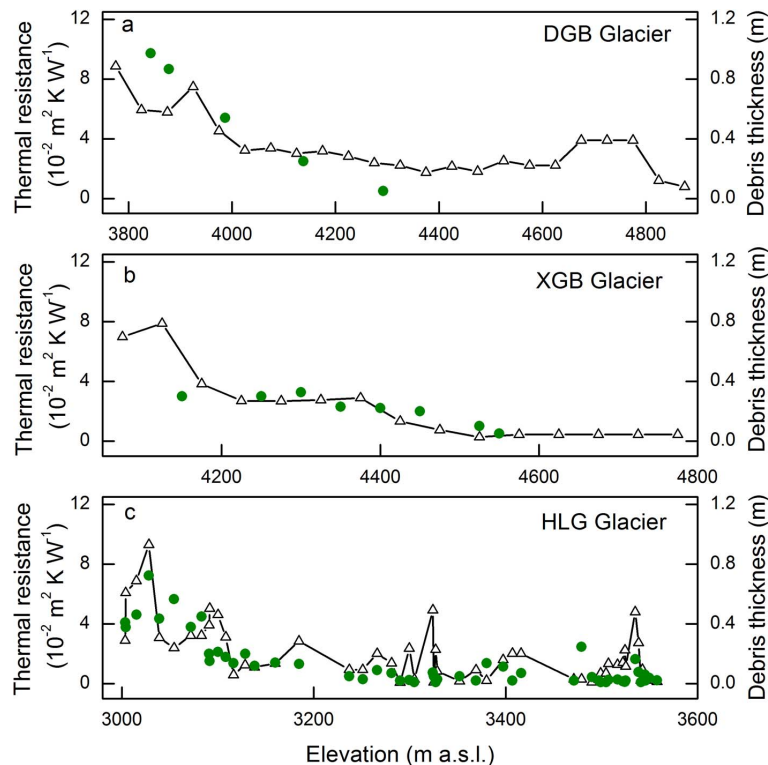 a
DGB Glacier
Thermal resistance
(10⁻² m² K W⁻¹)
12
8
4
0
1.2
0.8
0.4
0.0
Debris thickness (m)
3800 4000 4200 4400 4600 4800
b
XGB Glacier
Thermal resistance
(10⁻² m² K W⁻¹)
12
8
4
0
1.2
0.8
0.4
0.0
Debris thickness (m)
4200 4400 4600 4800
c
HLG Glacier
Thermal resistance
(10⁻² m² K W⁻¹)
12
8
4
0
1.2
0.8
0.4
0.0
Debris thickness (m)
3000 3200 3400 3600
Elevation (m a.s.l.)